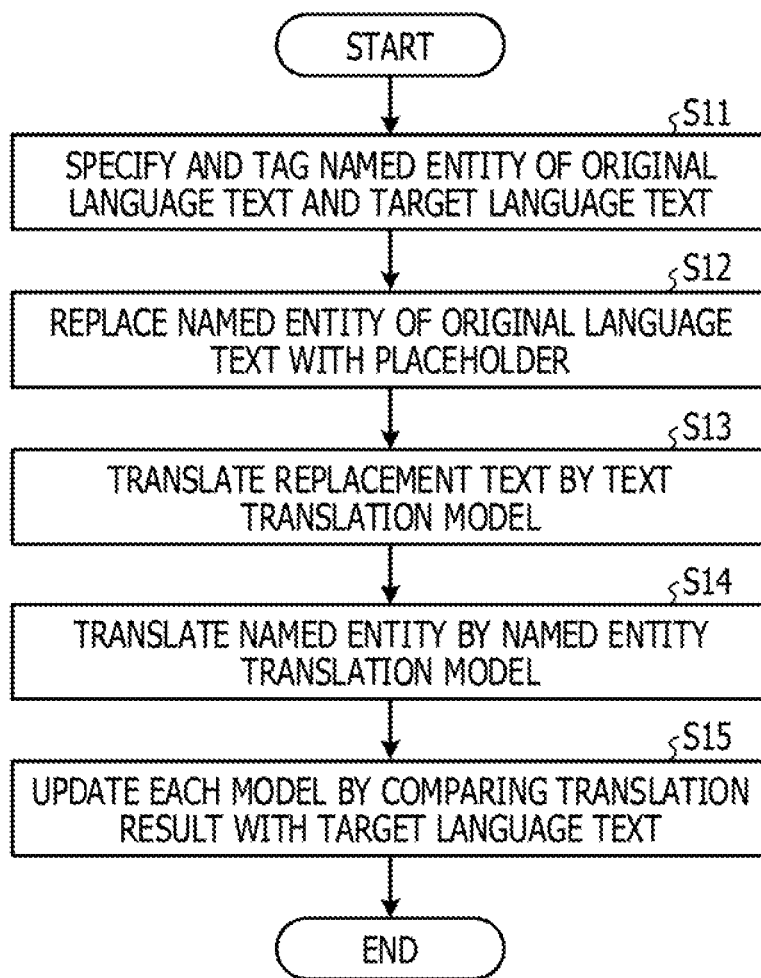 START
S11
SPECIFY AND TAG NAMED ENTITY OF ORIGINAL
LANGUAGE TEXT AND TARGET LANGUAGE TEXT
S12
REPLACE NAMED ENTITY OF ORIGINAL LANGUAGE
TEXT WITH PLACEHOLDER
S13
TRANSLATE REPLACEMENT TEXT BY TEXT
TRANSLATION MODEL
S14
TRANSLATE NAMED ENTITY BY NAMED ENTITY
TRANSLATION MODEL
S15
UPDATE EACH MODEL BY COMPARING TRANSLATION
RESULT WITH TARGET LANGUAGE TEXT
END